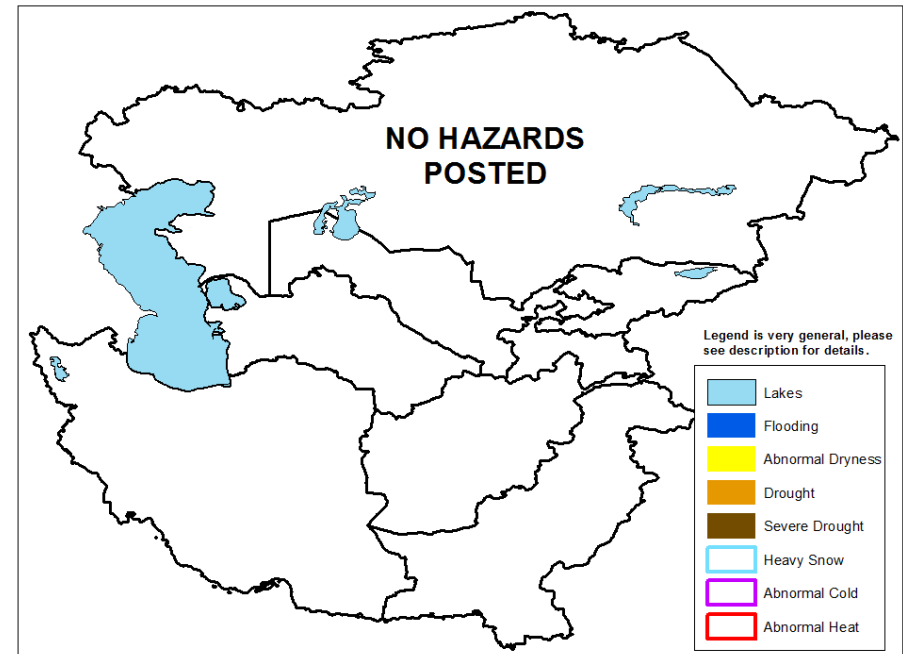 NO HAZARDS
POSTED
Legend is very general, please
see description for details.
Lakes
Flooding
Abnormal Dryness
Drought
Severe Drought
Heavy Snow
Abnormal Cold
Abnormal Heat